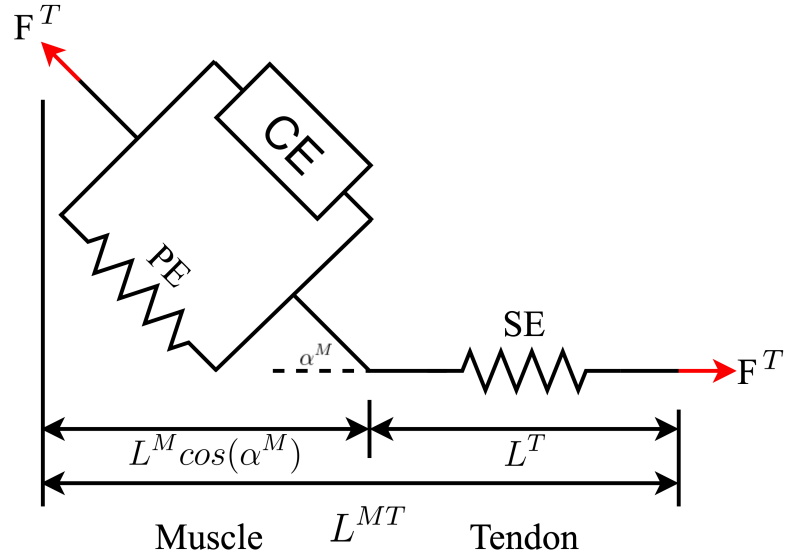 F^T
CE
PE
SE
α^M
F^T
L^M cos(α^M)
L^T
L^{MT}
Muscle
Tendon